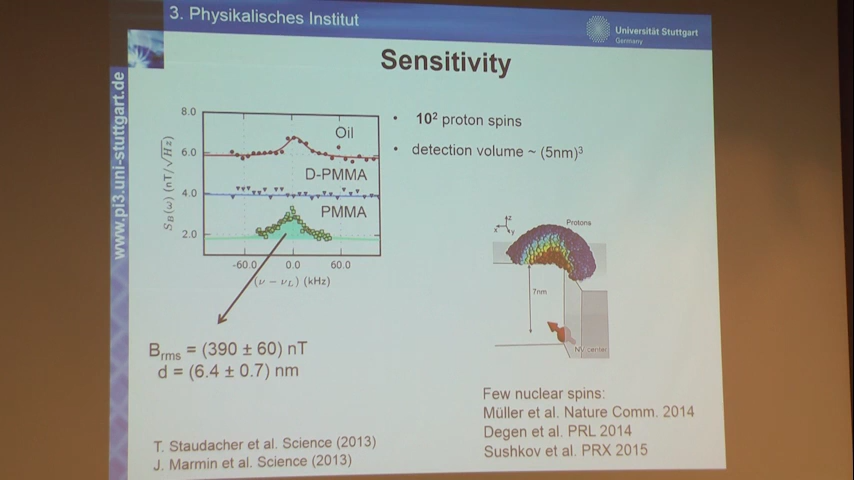 3. Physikalisches Institut
Universität Stuttgart
Germany
www.pi3.uni-stuttgart.de
Sensitivity
8.0
6.0
4.0
2.0
S_B(ω) (nT/√Hz)
Oil
D-PMMA
PMMA
-60.0 0.0 60.0
(ν − ν_L) (kHz)
• 10² proton spins
• detection volume ~ (5nm)³
z
x
y
Protons
7nm
NV center
B_rms = (390 ± 60) nT
d = (6.4 ± 0.7) nm
T. Staudacher et al. Science (2013)
J. Marmin et al. Science (2013)
Few nuclear spins:
Müller et al. Nature Comm. 2014
Degen et al. PRL 2014
Sushkov et al. PRX 2015